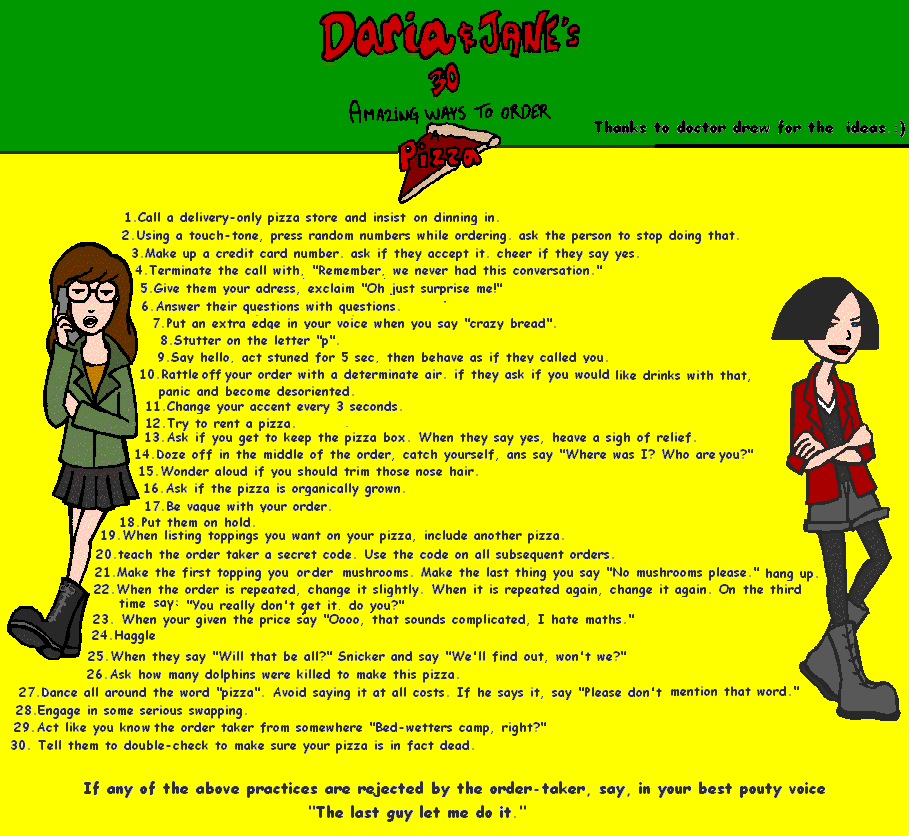 Daria & JANE's
30
AMAZING WAYS TO ORDER
Thanks to doctor drew for the ideas :)
Pizza
1.Call a delivery-only pizza store and insist on dinning in.
2.Using a touch-tone, press random numbers while ordering. ask the person to stop doing that.
3.Make up a credit card number. ask if they accept it. cheer if they say yes.
4.Terminate the call with, "Remember, we never had this conversation."
5.Give them your adress, exclaim "Oh just surprise me!"
6.Answer their questions with questions.
7.Put an extra edge in your voice when you say "crazy bread".
8.Stutter on the letter "p".
9.Say hello, act stuned for 5 sec, then behave as if they called you.
10.Rattle off your order with a determinate air. if they ask if you would like drinks with that,
panic and become desoriented.
11.Change your accent every 3 seconds.
12.Try to rent a pizza.
13.Ask if you get to keep the pizza box. When they say yes, heave a sigh of relief.
14.Doze off in the middle of the order, catch yourself, ans say "Where was I? Who are you?"
15.Wonder aloud if you should trim those nose hair.
16.Ask if the pizza is organically grown.
17.Be vague with your order.
18.Put them on hold.
19.When listing toppings you want on your pizza, include another pizza.
20.teach the order taker a secret code. Use the code on all subsequent orders.
21.Make the first topping you order mushrooms. Make the last thing you say "No mushrooms please." hang up.
22.When the order is repeated, change it slightly. When it is repeated again, change it again. On the third
time say: "You really don't get it. do you?"
23. When your given the price say "Oooo, that sounds complicated, I hate maths."
24.Haggle
25.When they say "Will that be all?" Snicker and say "We'll find out, won't we?"
26.Ask how many dolphins were killed to make this pizza.
27.Dance all around the word "pizza". Avoid saying it at all costs. If he says it, say "Please don't mention that word."
28.Engage in some serious swapping.
29.Act like you know the order taker from somewhere "Bed-wetters camp, right?"
30. Tell them to double-check to make sure your pizza is in fact dead.
If any of the above practices are rejected by the order-taker, say, in your best pouty voice
"The last guy let me do it."